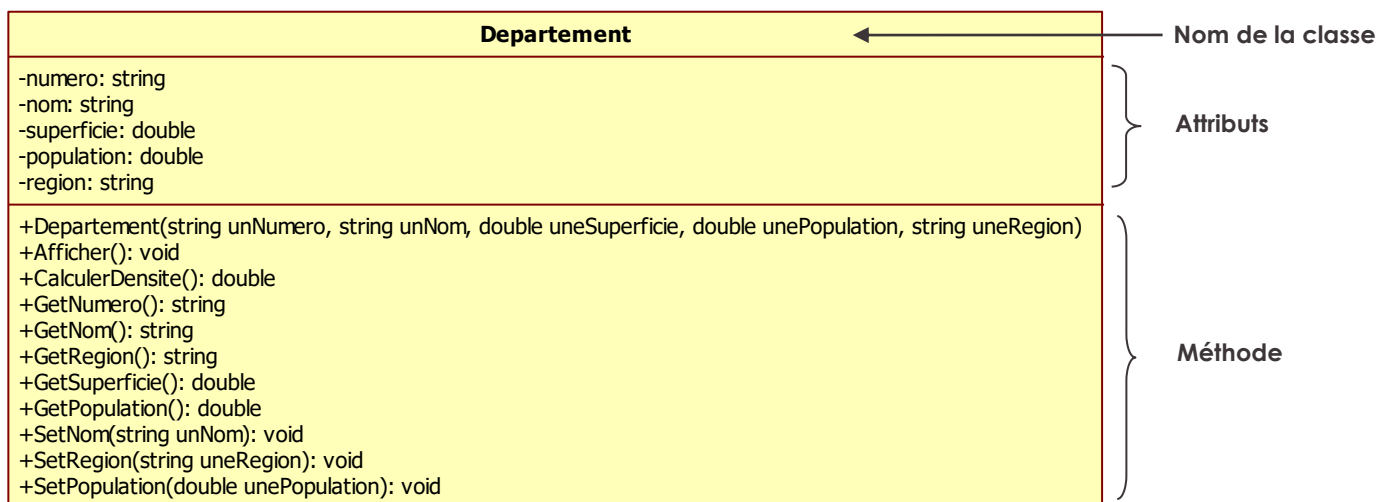 Departement
Nom de la classe
-numero: string
-nom: string
-superficie: double
-population: double
-region: string
Attributs
+Departement(string unNumero, string unNom, double uneSuperficie, double unePopulation, string uneRegion)
+Afficher(): void
+CalculerDensite(): double
+GetNumero(): string
+GetNom(): string
+GetRegion(): string
+GetSuperficie(): double
+GetPopulation(): double
+SetNom(string unNom): void
+SetRegion(string uneRegion): void
+SetPopulation(double unePopulation): void
Méthode